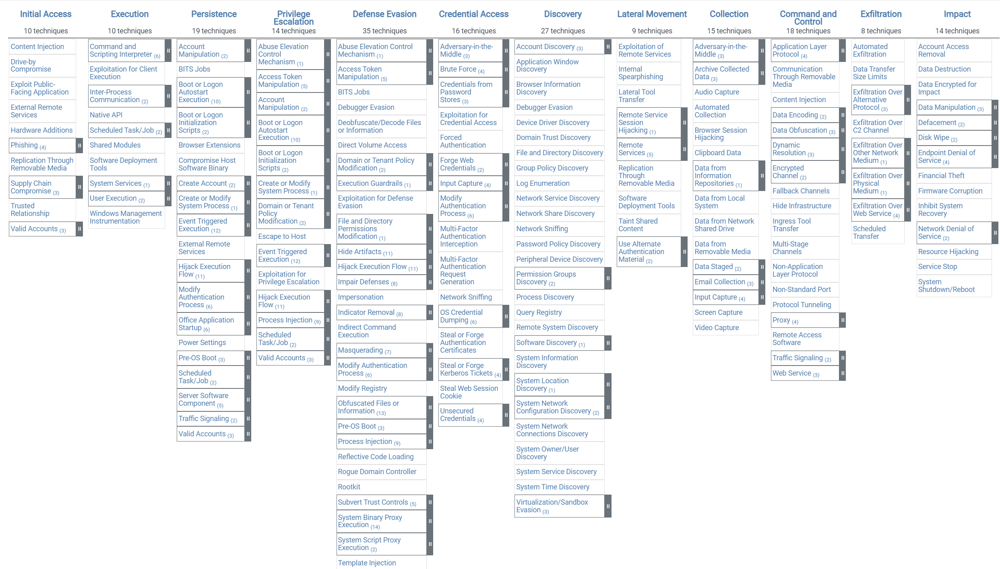 Initial Access
10 techniques
Content Injection
Drive-by
Compromise
Exploit Public-
Facing Application
External Remote
Services
Hardware Additions
Phishing (4)
Replication Through
Removable Media
Supply Chain
Compromise (3)
Trusted
Relationship
Valid Accounts (3)
Execution
10 techniques
Command and
Scripting Interpreter (6)
Exploitation for Client
Execution
Inter-Process
Communication (2)
Native API
Scheduled Task/Job (2)
Shared Modules
Software Deployment
Tools
System Services (1)
User Execution (2)
Windows Management
Instrumentation
Persistence
19 techniques
Account
Manipulation (2)
BITS Jobs
Boot or Logon
Autostart
Execution (10)
Boot or Logon
Initialization
Scripts (2)
Browser Extensions
Compromise Host
Software Binary
Create Account (2)
Create or Modify
System Process (1)
Event Triggered
Execution (12)
External Remote
Services
Hijack Execution
Flow (11)
Modify
Authentication
Process (6)
Office Application
Startup (6)
Power Settings
Pre-OS Boot (3)
Scheduled
Task/Job (2)
Server Software
Component (5)
Traffic Signaling (2)
Valid Accounts (3)
Privilege
Escalation
14 techniques
Abuse Elevation
Control
Mechanism (1)
Access Token
Manipulation (5)
Account
Manipulation (2)
Boot or Logon
Autostart
Execution (10)
Boot or Logon
Initialization
Scripts (2)
Create or Modify
System Process (1)
Domain or Tenant
Policy
Modification (2)
Escape to Host
Event Triggered
Execution (12)
Exploitation for
Privilege Escalation
Hijack Execution
Flow (11)
Process Injection (9)
Scheduled
Task/Job (2)
Valid Accounts (3)
Defense Evasion
35 techniques
Abuse Elevation Control
Mechanism (1)
Access Token
Manipulation (5)
BITS Jobs
Debugger Evasion
Deobfuscate/Decode Files
or Information
Direct Volume Access
Domain or Tenant Policy
Modification (2)
Execution Guardrails (1)
Exploitation for Defense
Evasion
File and Directory
Permissions
Modification (1)
Hide Artifacts (11)
Hijack Execution Flow (11)
Impair Defenses (8)
Impersonation
Indicator Removal (8)
Indirect Command
Execution
Masquerading (7)
Modify Authentication
Process (6)
Modify Registry
Obfuscated Files or
Information (13)
Pre-OS Boot (3)
Process Injection (9)
Reflective Code Loading
Rogue Domain Controller
Rootkit
Subvert Trust Controls (5)
System Binary Proxy
Execution (14)
System Script Proxy
Execution (2)
Template Injection
Credential Access
16 techniques
Adversary-in-the-
Middle (3)
Brute Force (4)
Credentials from
Password
Stores (3)
Exploitation for
Credential Access
Forced
Authentication
Forge Web
Credentials (2)
Input Capture (4)
Modify
Authentication
Process (6)
Multi-Factor
Authentication
Interception
Multi-Factor
Authentication
Request
Generation
Network Sniffing
OS Credential
Dumping (6)
Steal or Forge
Authentication
Certificates
Steal or Forge
Kerberos Tickets (4)
Steal Web Session
Cookie
Unsecured
Credentials (4)
Discovery
27 techniques
Account Discovery (3)
Application Window
Discovery
Browser Information
Discovery
Debugger Evasion
Device Driver Discovery
Domain Trust Discovery
File and Directory Discovery
Group Policy Discovery
Log Enumeration
Network Service Discovery
Network Share Discovery
Network Sniffing
Password Policy Discovery
Peripheral Device Discovery
Permission Groups
Discovery (2)
Process Discovery
Query Registry
Remote System Discovery
Software Discovery (1)
System Information
Discovery
System Location
Discovery (1)
System Network
Configuration Discovery (2)
System Network
Connections Discovery
System Owner/User
Discovery
System Service Discovery
System Time Discovery
Virtualization/Sandbox
Evasion (3)
Lateral Movement
9 techniques
Exploitation of
Remote Services
Internal
Spearphishing
Lateral Tool
Transfer
Remote Service
Session
Hijacking (1)
Remote
Services (5)
Replication
Through
Removable Media
Software
Deployment Tools
Taint Shared
Content
Use Alternate
Authentication
Material (2)
Collection
15 techniques
Adversary-in-the-
Middle (3)
Archive Collected
Data (3)
Audio Capture
Automated
Collection
Browser Session
Hijacking
Clipboard Data
Data from
Information
Repositories (1)
Data from Local
System
Data from Network
Shared Drive
Data from
Removable Media
Data Staged (2)
Email Collection (3)
Input Capture (4)
Screen Capture
Video Capture
Command and
Control
18 techniques
Application Layer
Protocol (4)
Communication
Through Removable
Media
Content Injection
Data Encoding (2)
Data Obfuscation (3)
Dynamic
Resolution (3)
Encrypted
Channel (2)
Fallback Channels
Hide Infrastructure
Ingress Tool
Transfer
Multi-Stage
Channels
Non-Application
Layer Protocol
Non-Standard Port
Protocol Tunneling
Proxy (4)
Remote Access
Software
Traffic Signaling (2)
Web Service (3)
Exfiltration
8 techniques
Automated
Exfiltration
Data Transfer
Size Limits
Exfiltration Over
Alternative
Protocol (3)
Exfiltration Over
C2 Channel
Exfiltration Over
Other Network
Medium (1)
Exfiltration Over
Physical
Medium (1)
Exfiltration Over
Web Service (4)
Scheduled
Transfer
Impact
14 techniques
Account Access
Removal
Data Destruction
Data Encrypted for
Impact
Data Manipulation (3)
Defacement (2)
Disk Wipe (2)
Endpoint Denial of
Service (4)
Financial Theft
Firmware Corruption
Inhibit System
Recovery
Network Denial of
Service (2)
Resource Hijacking
Service Stop
System
Shutdown/Reboot